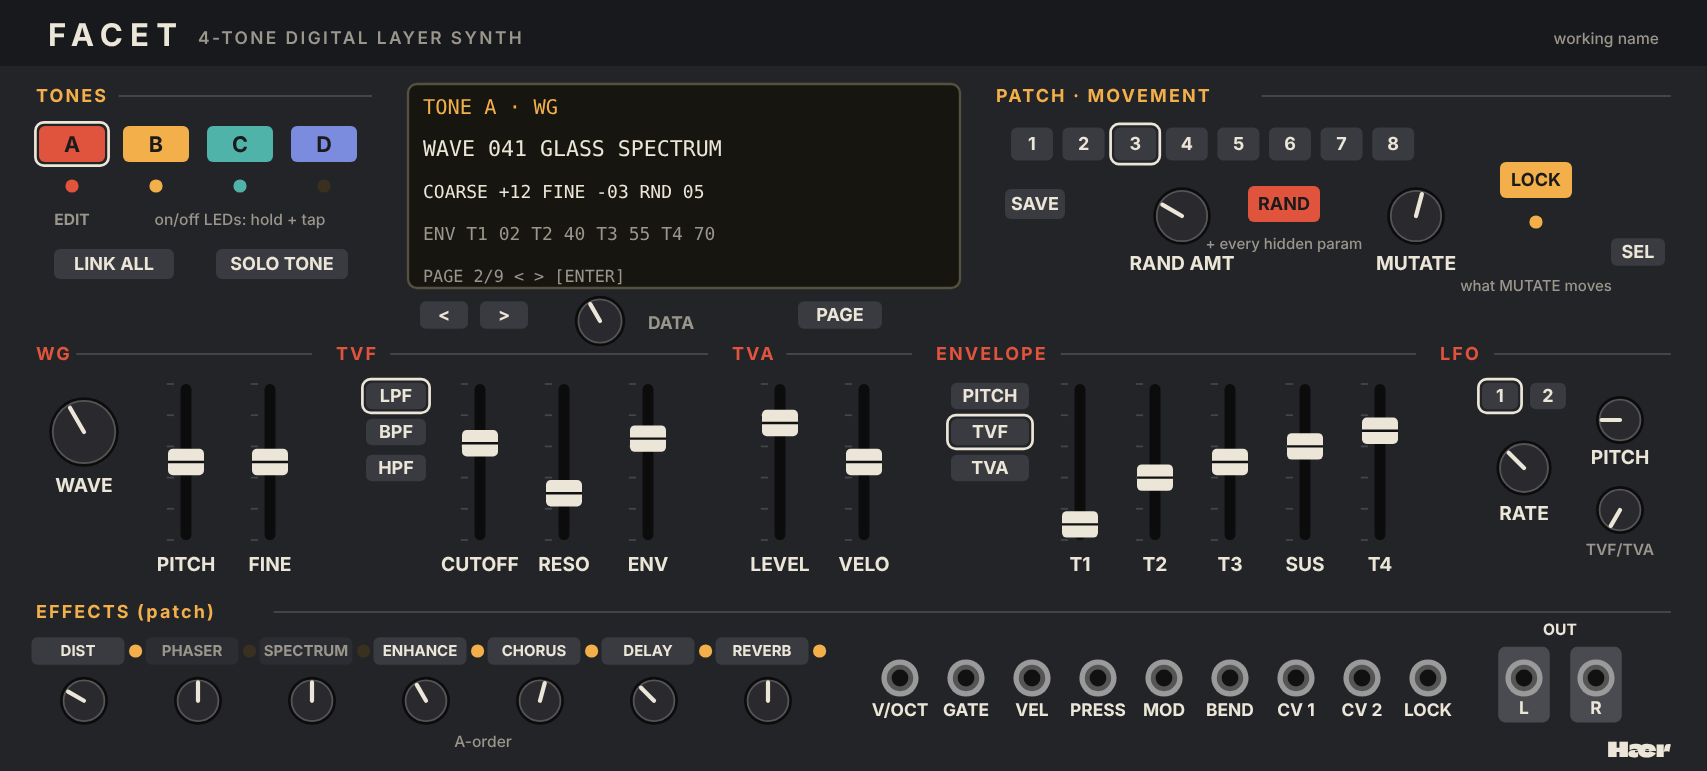 FACET 4-TONE DIGITAL LAYER SYNTH
working name
TONES
A B C D
EDIT on/off LEDs: hold + tap
LINK ALL SOLO TONE
TONE A · WG
WAVE 041 GLASS SPECTRUM
COARSE +12 FINE -03 RND 05
ENV T1 02 T2 40 T3 55 T4 70
PAGE 2/9 < > [ENTER]
< > DATA PAGE
PATCH · MOVEMENT
1 2 3 4 5 6 7 8
SAVE RAND LOCK
+ every hidden param
RAND AMT MUTATE SEL
what MUTATE moves
WG
WAVE PITCH FINE
TVF
LPF
BPF
HPF
CUTOFF RESO ENV
TVA
LEVEL VELO
ENVELOPE
PITCH
TVF
TVA
T1 T2 T3 SUS T4
LFO
1 2
PITCH
RATE
TVF/TVA
EFFECTS (patch)
DIST PHASER SPECTRUM ENHANCE CHORUS DELAY REVERB
A-order
V/OCT GATE VEL PRESS MOD BEND CV 1 CV 2 LOCK
OUT
L R
Hær